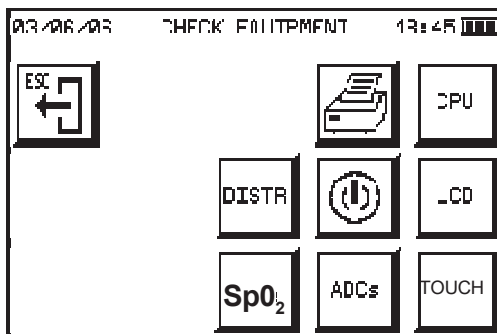 03/06/03 CHECK EQUIPMENT 13:45
ESC
CPU
DISTR
LCD
SpO₂
ADCs
TOUCH